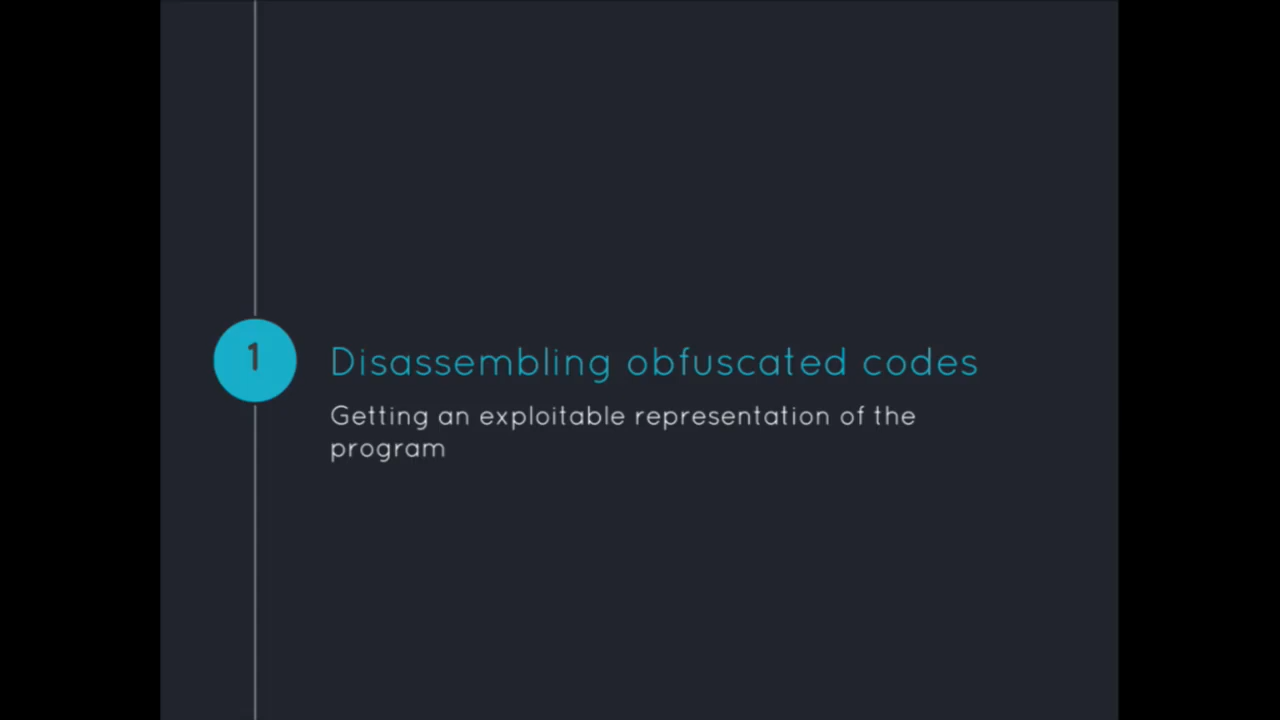 1
Disassembling obfuscated codes
Getting an exploitable representation of the
program